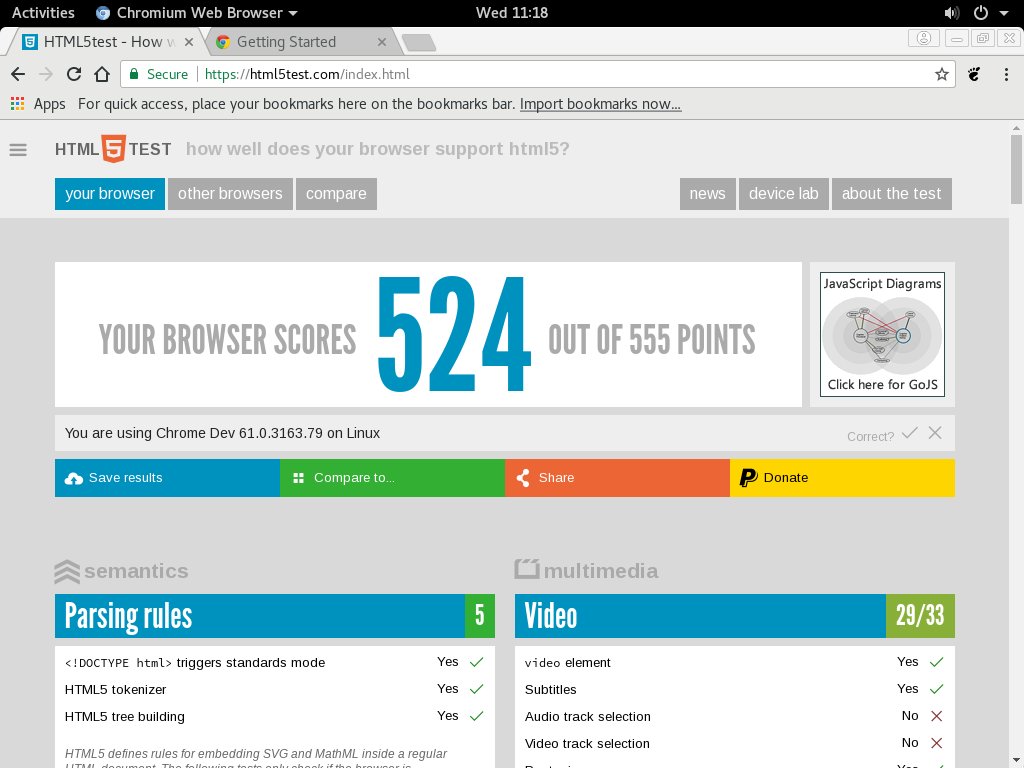 Activities Chromium Web Browser Wed 11:18
HTML5test - How w Getting Started
Secure https://html5test.com/index.html
Apps For quick access, place your bookmarks here on the bookmarks bar. Import bookmarks now...
HTML 5 TEST how well does your browser support html5?
your browser other browsers compare news device lab about the test
YOUR BROWSER SCORES 524 OUT OF 555 POINTS
JavaScript Diagrams
Click here for GoJS
You are using Chrome Dev 61.0.3163.79 on Linux Correct?
Save results Compare to... Share Donate
semantics
Parsing rules 5
<!DOCTYPE html> triggers standards mode Yes
HTML5 tokenizer Yes
HTML5 tree building Yes
HTML5 defines rules for embedding SVG and MathML inside a regular
HTML document. The following tests only check if the browser is
multimedia
Video 29/33
video element Yes
Subtitles Yes
Audio track selection No
Video track selection No